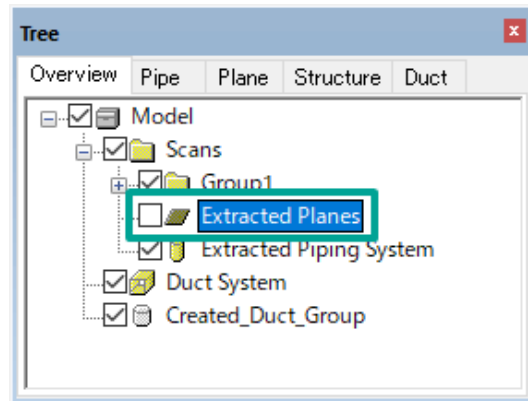 Tree
Overview Pipe Plane Structure Duct
Model
Scans
Group1
Extracted Planes
Extracted Piping System
Duct System
Created_Duct_Group